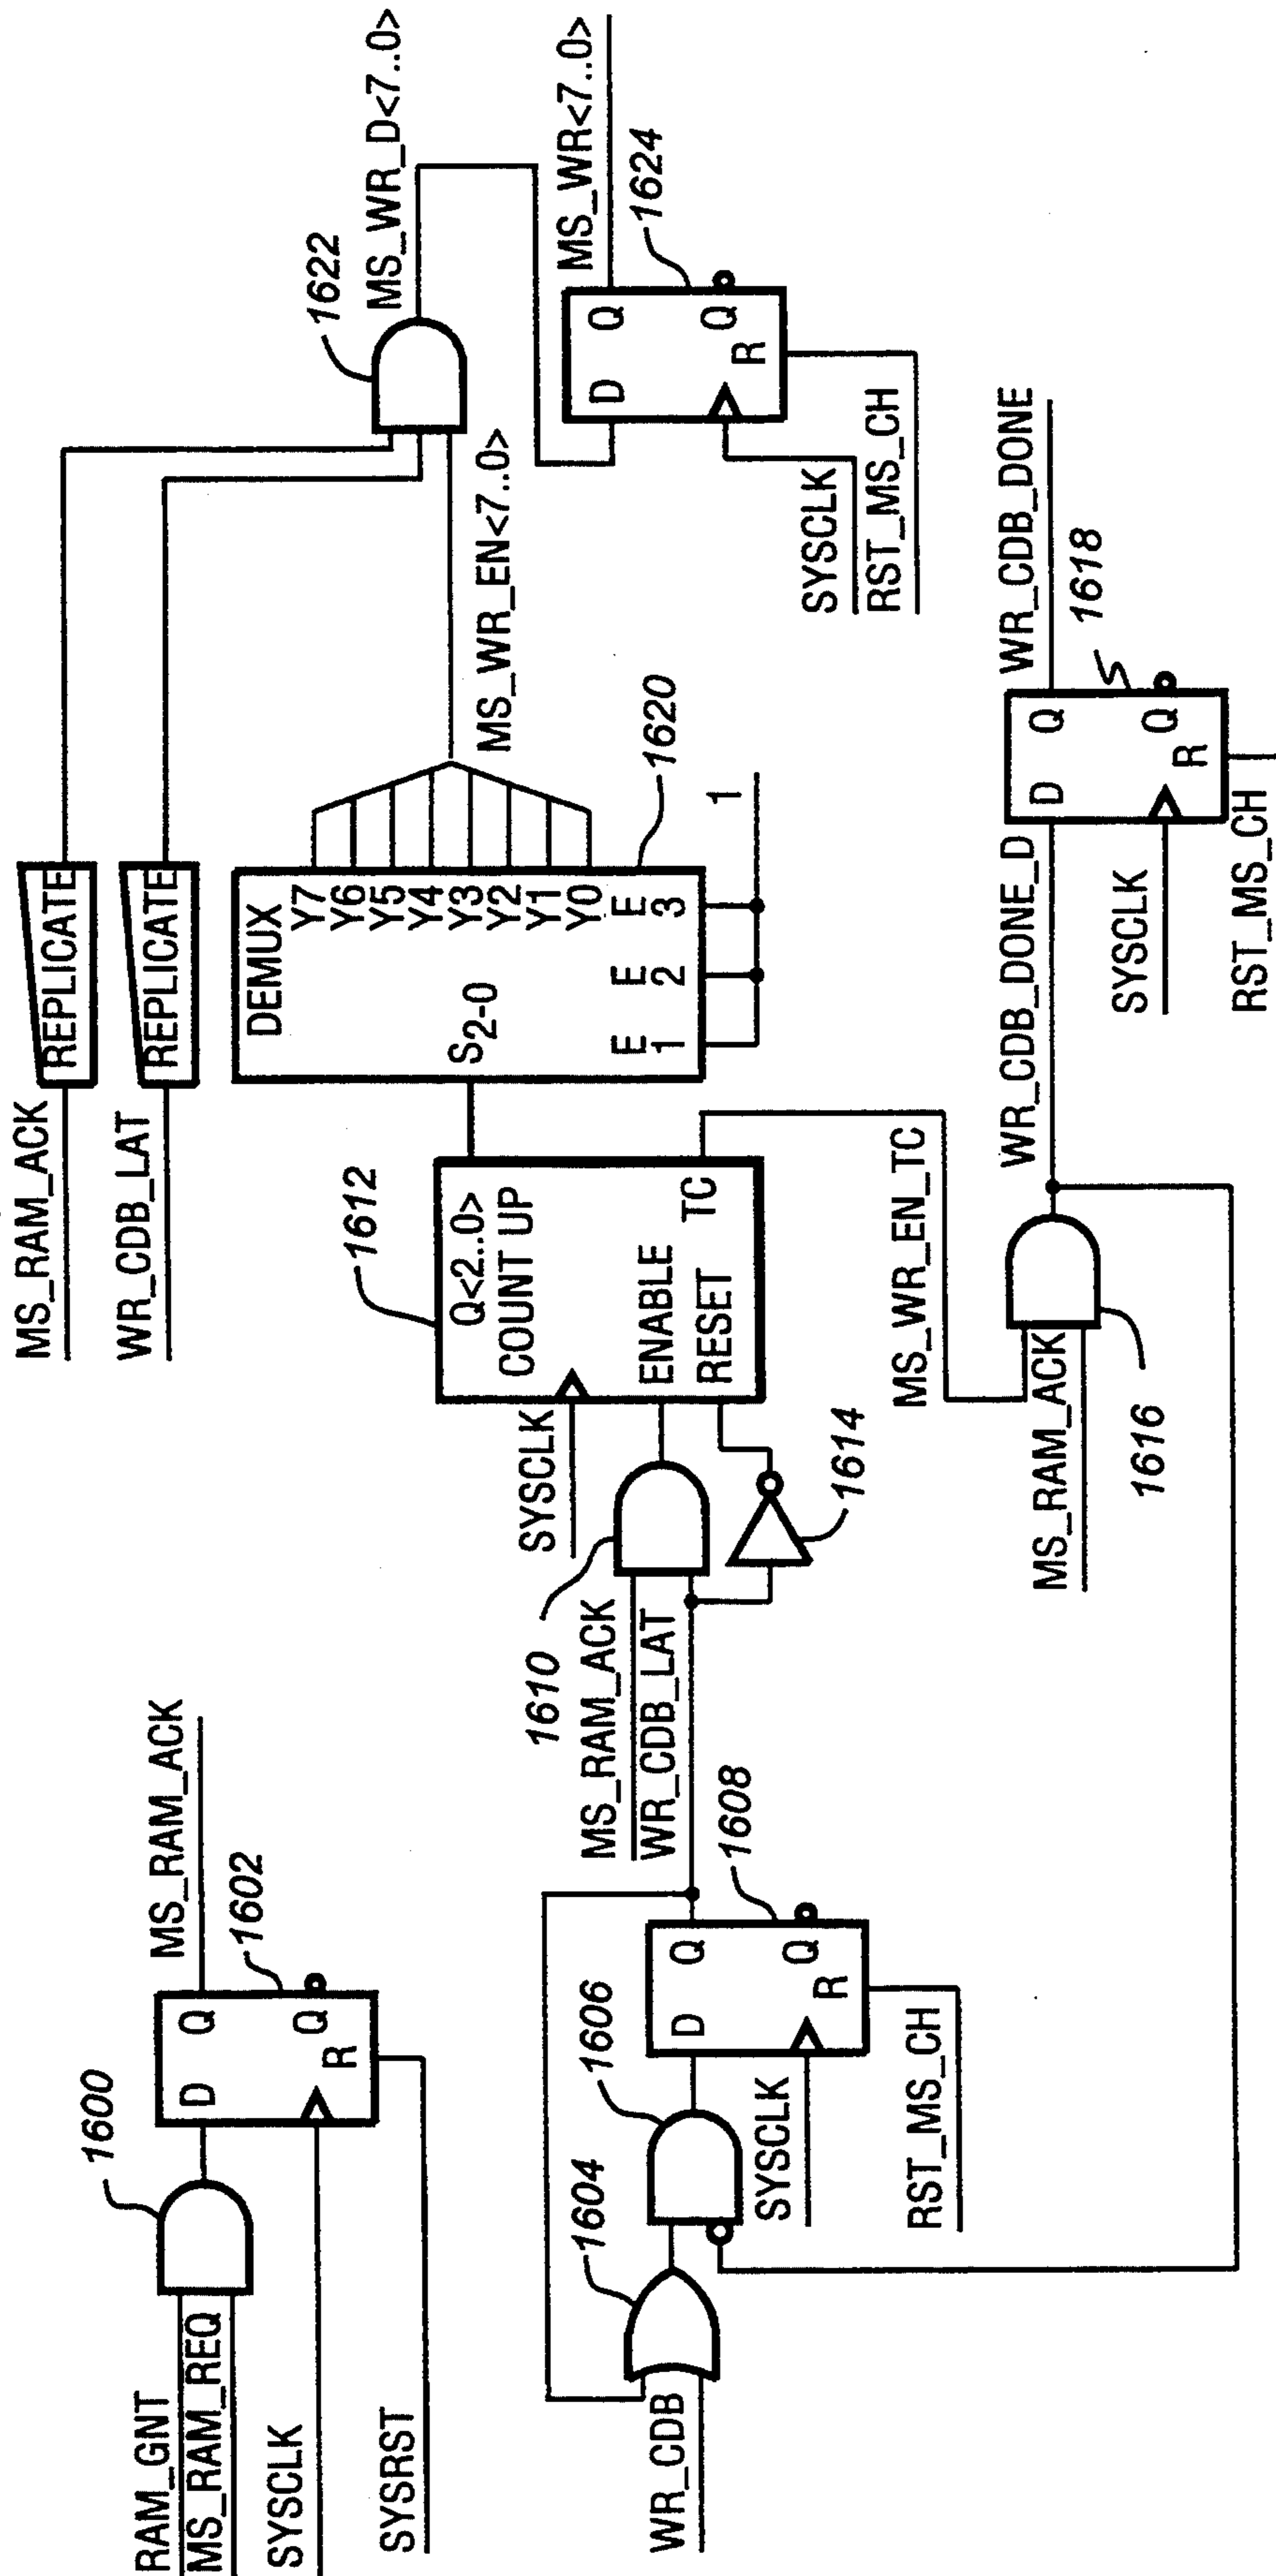 RAM_GNT
MS_RAM_REQ
SYSCLK
SYSRST
1600
D
Q
Q
R
1602
MS_RAM_ACK
MS_RAM_ACK
REPLICATE
WR_CDB_LAT
REPLICATE
WR_CDB
1604
1606
SYSCLK
RST_MS_CH
D
Q
Q
R
1608
MS_RAM_ACK
WR_CDB_LAT
1610
SYSCLK
1614
Q<2..0>
COUNT UP
ENABLE
RESET
TC
1612
DEMUX
S2-0
Y7
Y6
Y5
Y4
Y3
Y2
Y1
Y0
E
1
E
2
E
3
1
1620
MS_WR_EN<7..0>
1622
MS_WR_D<7..0>
SYSCLK
RST_MS_CH
D
Q
Q
R
1624
MS_WR<7..0>
MS_WR_EN_TC
MS_RAM_ACK
1616
WR_CDB_DONE_D
SYSCLK
RST_MS_CH
D
Q
Q
R
1618
WR_CDB_DONE